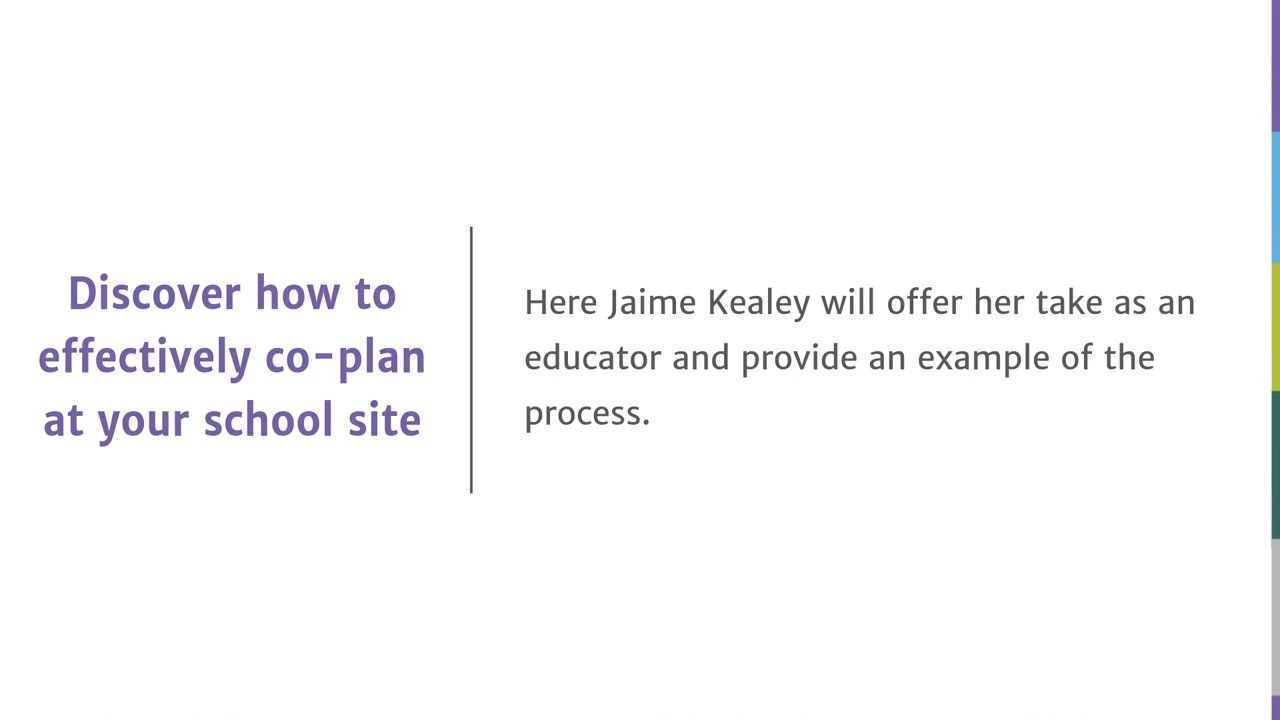 Discover how to
effectively co-plan
at your school site
Here Jaime Kealey will offer her take as an
educator and provide an example of the
process.